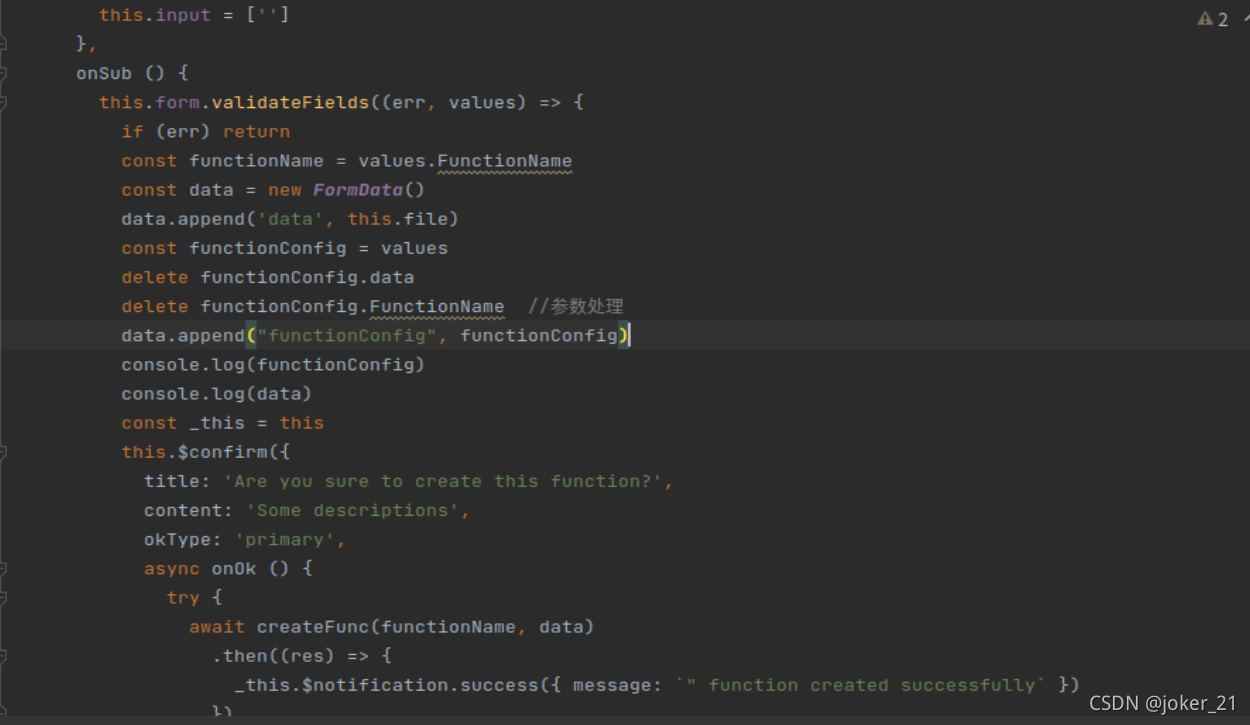 this.input = ['']
},
onSub () {
this.form.validateFields((err, values) => {
if (err) return
const functionName = values.FunctionName
const data = new FormData()
data.append('data', this.file)
const functionConfig = values
delete functionConfig.data
delete functionConfig.FunctionName //参数处理
data.append("functionConfig", functionConfig)
console.log(functionConfig)
console.log(data)
const _this = this
this.$confirm({
title: 'Are you sure to create this function?',
content: 'Some descriptions',
okType: 'primary',
async onOk () {
try {
await createFunc(functionName, data)
.then((res) => {
_this.$notification.success({ message: `" function created successfully` })
})
2
CSDN @joker_21